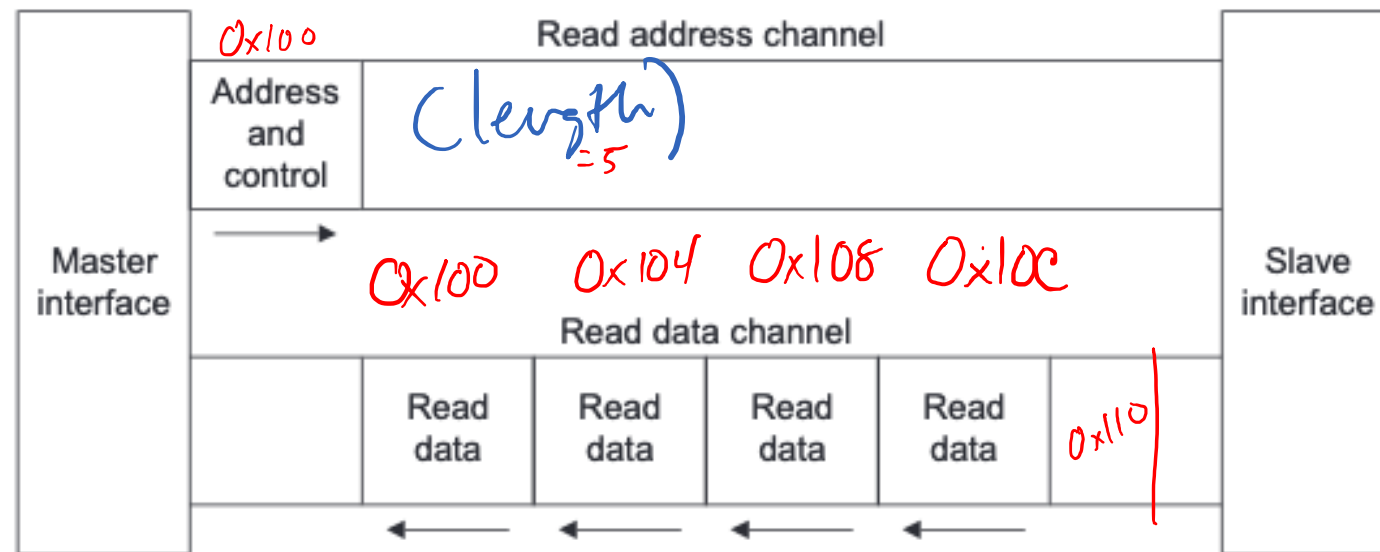 0x100
Read address channel
Address
and
control
(length)
=5
Master
interface
Slave
interface
0x100 0x104 0x108 0x10C
Read data channel
Read
data
Read
data
Read
data
Read
data
0x110